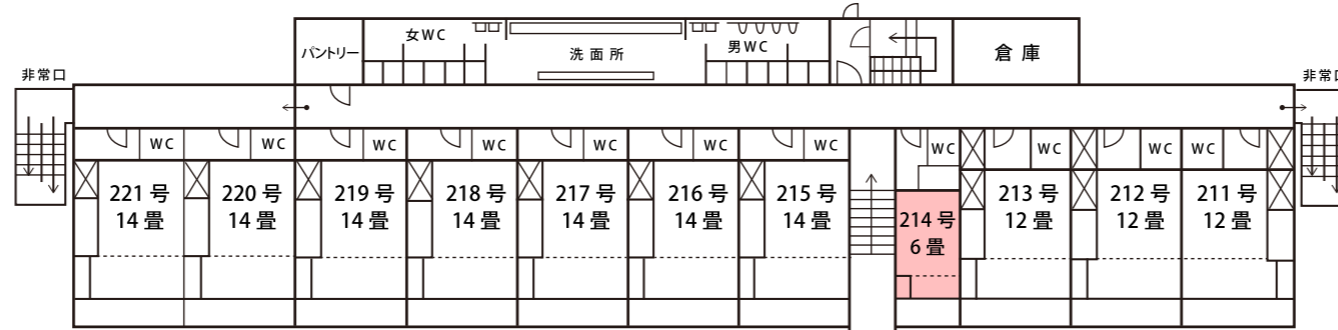 女WC
男WC
パントリー
洗面所
倉庫
非常口
非常口
WC
WC
WC
WC
WC
WC
WC
WC
WC
WC
WC
221号
14畳
220号
14畳
219号
14畳
218号
14畳
217号
14畳
216号
14畳
215号
14畳
214号
6畳
213号
12畳
212号
12畳
211号
12畳